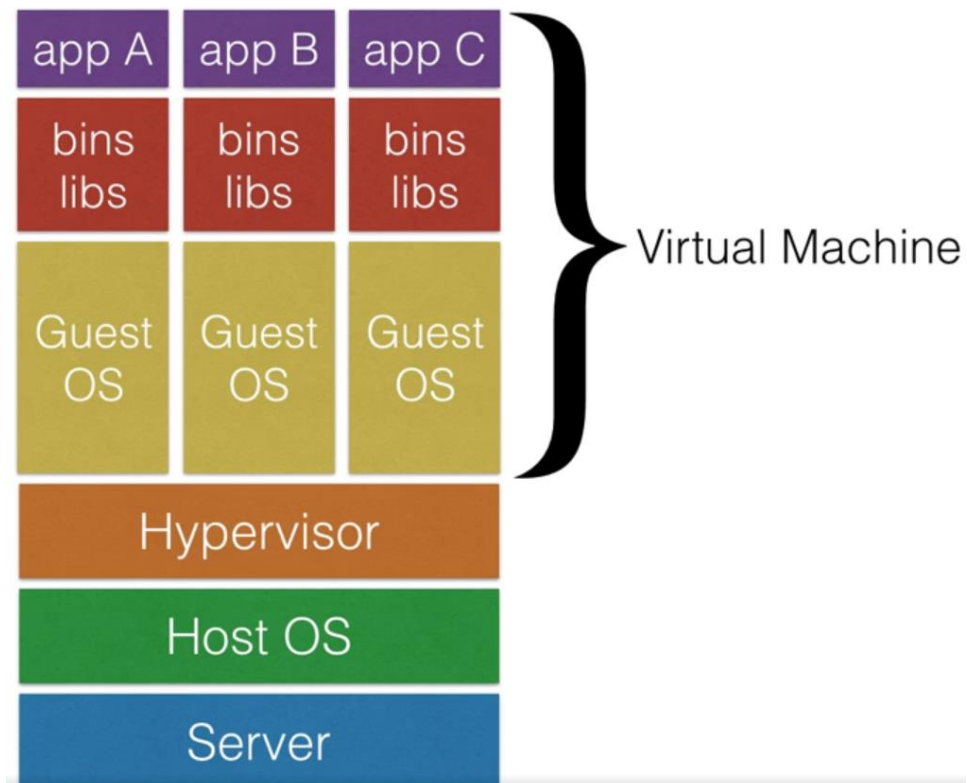 app A
app B
app C
bins
libs
bins
libs
bins
libs
Guest
OS
Guest
OS
Guest
OS
Virtual Machine
Hypervisor
Host OS
Server